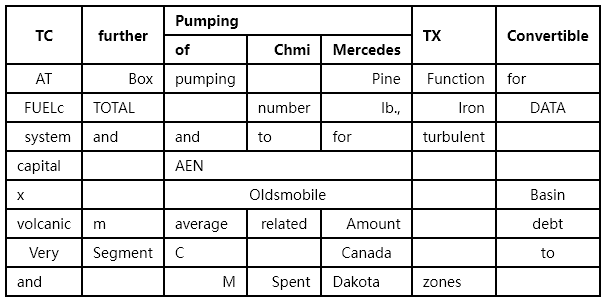 TC further Pumping TX Convertible
of Chmi Mercedes
AT Box pumping Pine Function for
FUELc TOTAL number lb., Iron DATA
system and and to for turbulent
capital AEN
x Oldsmobile Basin
volcanic m average related Amount debt
Very Segment C Canada to
and M Spent Dakota zones